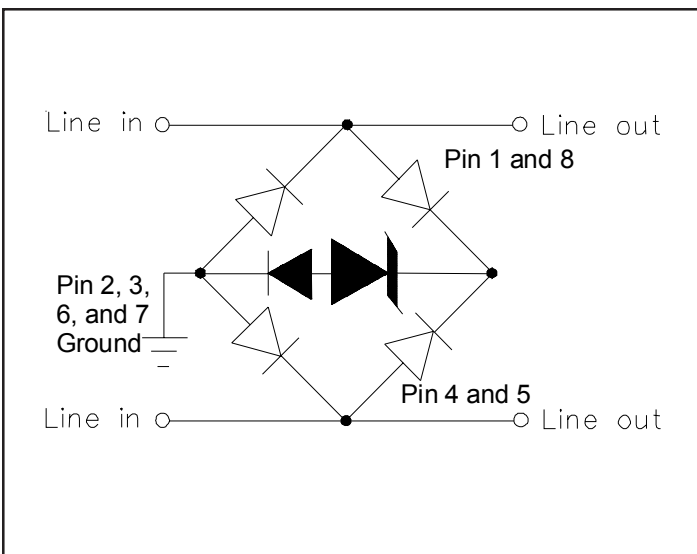 Line in
Line out
Pin 1 and 8
Pin 2, 3,
6, and 7
Ground
Pin 4 and 5
Line in
Line out